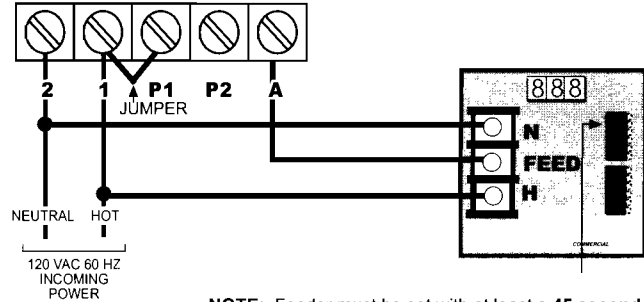 2 1 P1 P2 A
JUMPER
888
N
FEED
H
NEUTRAL HOT
COMMERCIAL
120 VAC 60 HZ
INCOMING
POWER
NOTE: Feeder must be set with at least a 45 second